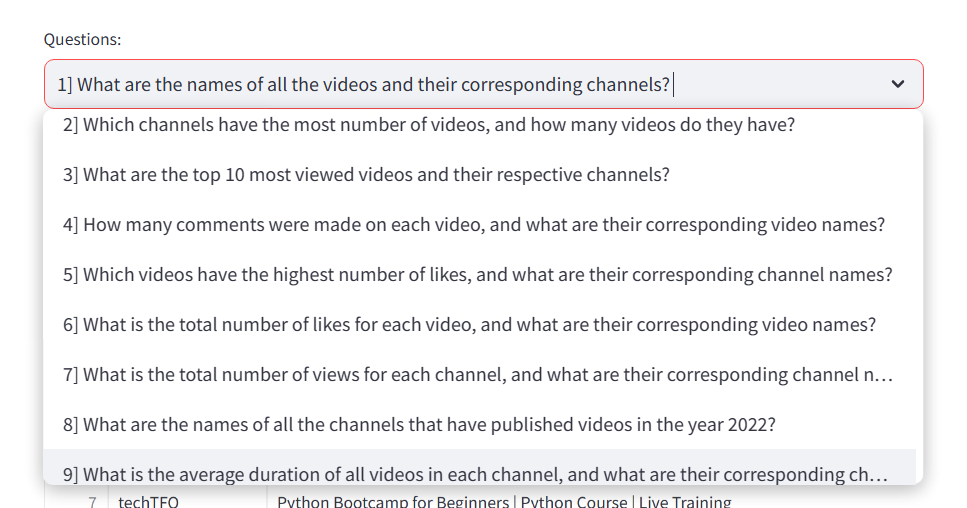 Questions:
1] What are the names of all the videos and their corresponding channels?
2] Which channels have the most number of videos, and how many videos do they have?
3] What are the top 10 most viewed videos and their respective channels?
4] How many comments were made on each video, and what are their corresponding video names?
5] Which videos have the highest number of likes, and what are their corresponding channel names?
6] What is the total number of likes for each video, and what are their corresponding video names?
7] What is the total number of views for each channel, and what are their corresponding channel n...
8] What are the names of all the channels that have published videos in the year 2022?
9] What is the average duration of all videos in each channel, and what are their corresponding ch...
7 techTFQ Python Bootcamp for Beginners | Python Course | Live Training